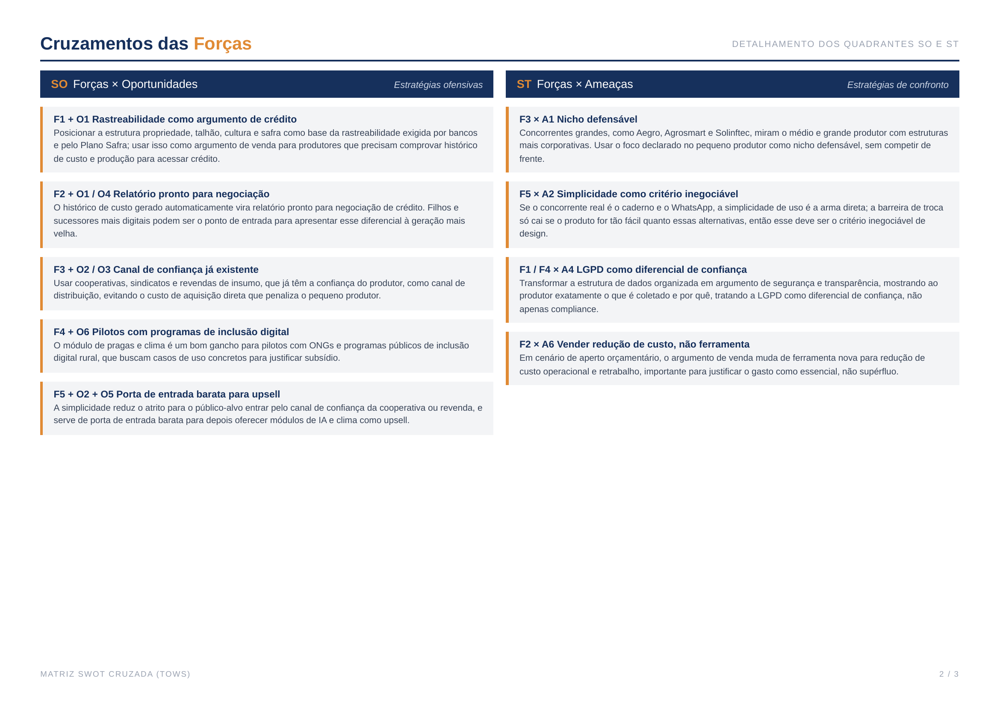 Cruzamentos das Forças
DETALHAMENTO DOS QUADRANTES SO E ST
SO Forças × Oportunidades
Estratégias ofensivas
F1 + O1 Rastreabilidade como argumento de crédito
Posicionar a estrutura propriedade, talhão, cultura e safra como base da rastreabilidade exigida por bancos
e pelo Plano Safra; usar isso como argumento de venda para produtores que precisam comprovar histórico
de custo e produção para acessar crédito.
F2 + O1 / O4 Relatório pronto para negociação
O histórico de custo gerado automaticamente vira relatório pronto para negociação de crédito. Filhos e
sucessores mais digitais podem ser o ponto de entrada para apresentar esse diferencial à geração mais
velha.
F3 + O2 / O3 Canal de confiança já existente
Usar cooperativas, sindicatos e revendas de insumo, que já têm a confiança do produtor, como canal de
distribuição, evitando o custo de aquisição direta que penaliza o pequeno produtor.
F4 + O6 Pilotos com programas de inclusão digital
O módulo de pragas e clima é um bom gancho para pilotos com ONGs e programas públicos de inclusão
digital rural, que buscam casos de uso concretos para justificar subsídio.
F5 + O2 + O5 Porta de entrada barata para upsell
A simplicidade reduz o atrito para o público-alvo entrar pelo canal de confiança da cooperativa ou revenda, e
serve de porta de entrada barata para depois oferecer módulos de IA e clima como upsell.
ST Forças × Ameaças
Estratégias de confronto
F3 × A1 Nicho defensável
Concorrentes grandes, como Aegro, Agrosmart e Solinftec, miram o médio e grande produtor com estruturas
mais corporativas. Usar o foco declarado no pequeno produtor como nicho defensável, sem competir de
frente.
F5 × A2 Simplicidade como critério inegociável
Se o concorrente real é o caderno e o WhatsApp, a simplicidade de uso é a arma direta; a barreira de troca
só cai se o produto for tão fácil quanto essas alternativas, então esse deve ser o critério inegociável de
design.
F1 / F4 × A4 LGPD como diferencial de confiança
Transformar a estrutura de dados organizada em argumento de segurança e transparência, mostrando ao
produtor exatamente o que é coletado e por quê, tratando a LGPD como diferencial de confiança, não
apenas compliance.
F2 × A6 Vender redução de custo, não ferramenta
Em cenário de aperto orçamentário, o argumento de venda muda de ferramenta nova para redução de
custo operacional e retrabalho, importante para justificar o gasto como essencial, não supérfluo.
MATRIZ SWOT CRUZADA (TOWS)
2 / 3